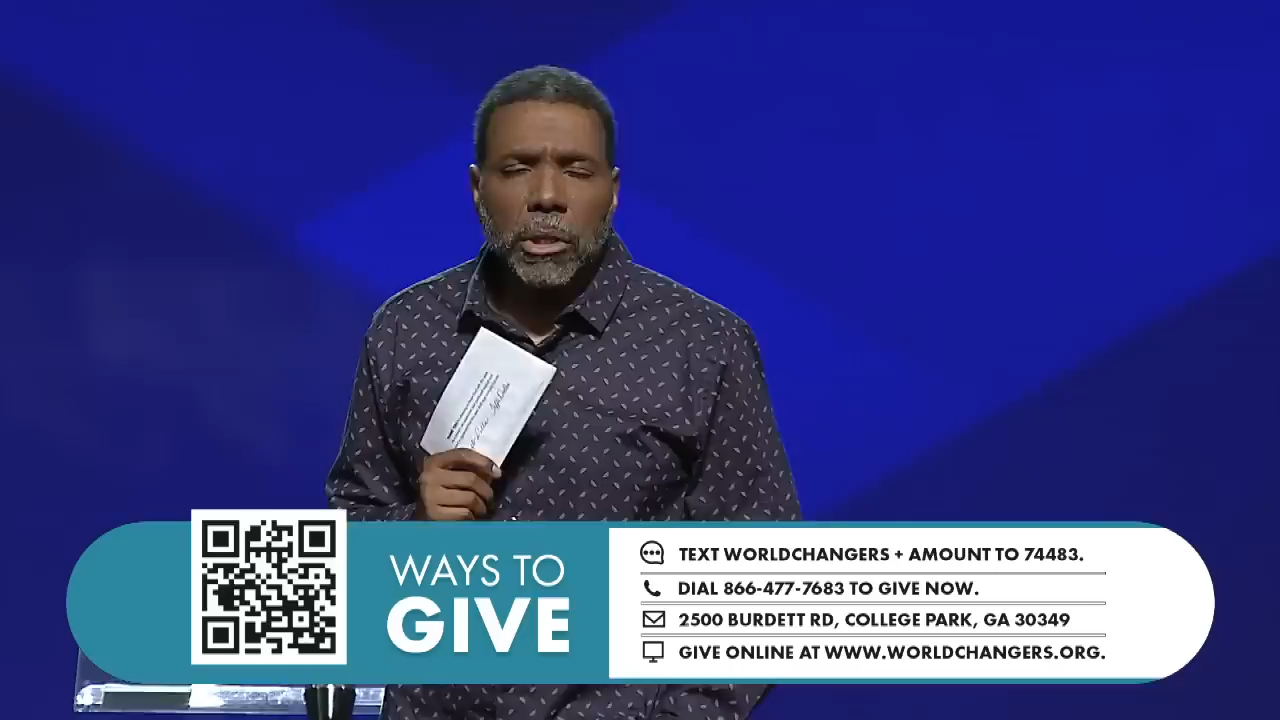 WAYS TO
GIVE
TEXT WORLDCHANGERS + AMOUNT TO 74483.
DIAL 866-477-7683 TO GIVE NOW.
2500 BURDETT RD, COLLEGE PARK, GA 30349
GIVE ONLINE AT WWW.WORLDCHANGERS.ORG.